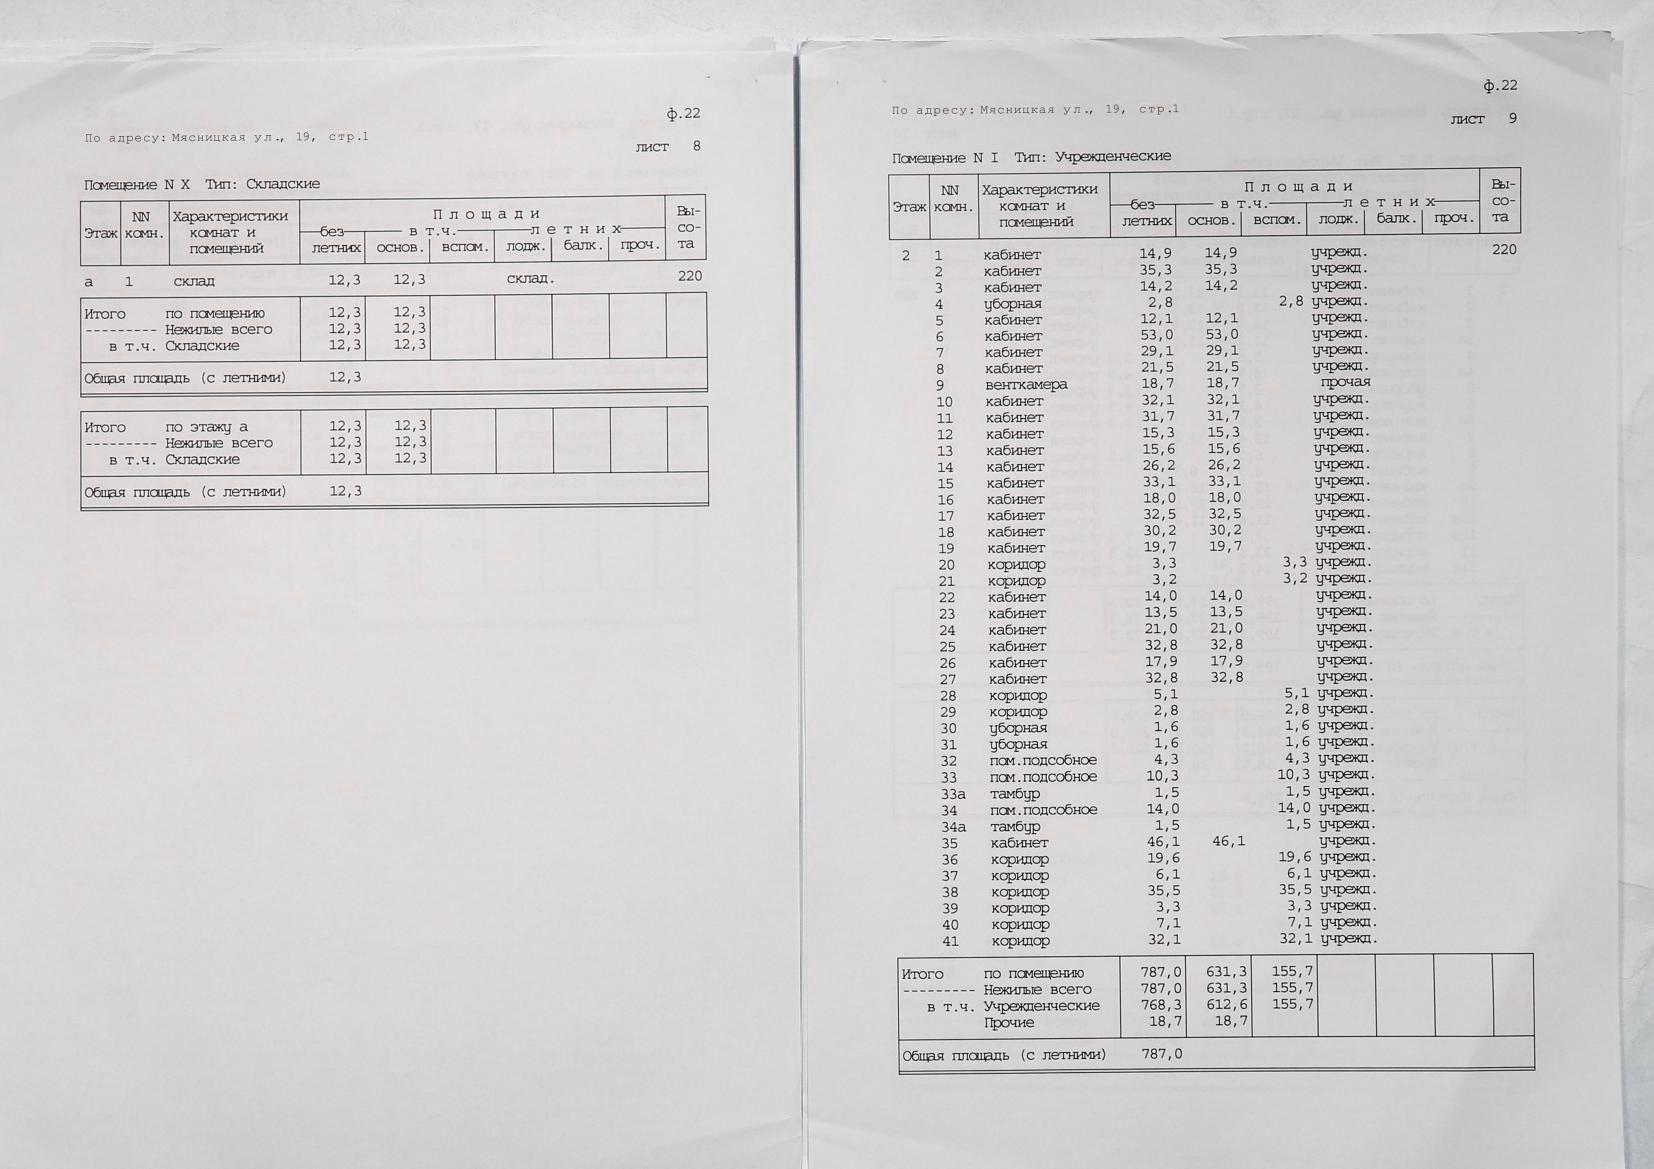 ф.22
По адресу: Мясницкая ул., 19, стр.1
лист 8
Помещение N X Тип: Складские
Этаж NN комн. Характеристики комнат и помещений Площади без летних в т.ч. основ. вспом. летних лодж. балк. проч. Вы-со-та
а 1 склад 12,3 12,3 склад. 220
Итого по помещению 12,3 12,3
--------- Нежилые всего 12,3 12,3
в т.ч. Складские 12,3 12,3
Общая площадь (с летними) 12,3
Итого по этажу а 12,3 12,3
--------- Нежилые всего 12,3 12,3
в т.ч. Складские 12,3 12,3
Общая площадь (с летними) 12,3
ф.22
По адресу: Мясницкая ул., 19, стр.1
лист 9
Помещение N I Тип: Учрежденческие
Этаж NN комн. Характеристики комнат и помещений Площади без летних в т.ч. основ. вспом. летних лодж. балк. проч. Вы-со-та
2 1 кабинет 14,9 14,9 учрежд. 220
2 кабинет 35,3 35,3 учрежд.
3 кабинет 14,2 14,2 учрежд.
4 уборная 2,8 2,8 учрежд.
5 кабинет 12,1 12,1 учрежд.
6 кабинет 53,0 53,0 учрежд.
7 кабинет 29,1 29,1 учрежд.
8 кабинет 21,5 21,5 учрежд.
9 венткамера 18,7 18,7 прочая
10 кабинет 32,1 32,1 учрежд.
11 кабинет 31,7 31,7 учрежд.
12 кабинет 15,3 15,3 учрежд.
13 кабинет 15,6 15,6 учрежд.
14 кабинет 26,2 26,2 учрежд.
15 кабинет 33,1 33,1 учрежд.
16 кабинет 18,0 18,0 учрежд.
17 кабинет 32,5 32,5 учрежд.
18 кабинет 30,2 30,2 учрежд.
19 кабинет 19,7 19,7 учрежд.
20 коридор 3,3 3,3 учрежд.
21 коридор 3,2 3,2 учрежд.
22 кабинет 14,0 14,0 учрежд.
23 кабинет 13,5 13,5 учрежд.
24 кабинет 21,0 21,0 учрежд.
25 кабинет 32,8 32,8 учрежд.
26 кабинет 17,9 17,9 учрежд.
27 кабинет 32,8 32,8 учрежд.
28 коридор 5,1 5,1 учрежд.
29 коридор 2,8 2,8 учрежд.
30 уборная 1,6 1,6 учрежд.
31 уборная 1,6 1,6 учрежд.
32 пом.подсобное 4,3 4,3 учрежд.
33 пом.подсобное 10,3 10,3 учрежд.
33а тамбур 1,5 1,5 учрежд.
34 пом.подсобное 14,0 14,0 учрежд.
34а тамбур 1,5 1,5 учрежд.
35 кабинет 46,1 46,1 учрежд.
36 коридор 19,6 19,6 учрежд.
37 коридор 6,1 6,1 учрежд.
38 коридор 35,5 35,5 учрежд.
39 коридор 3,3 3,3 учрежд.
40 коридор 7,1 7,1 учрежд.
41 коридор 32,1 32,1 учрежд.
Итого по помещению 787,0 631,3 155,7
--------- Нежилые всего 787,0 631,3 155,7
в т.ч. Учрежденческие 768,3 612,6 155,7
Прочие 18,7 18,7
Общая площадь (с летними) 787,0